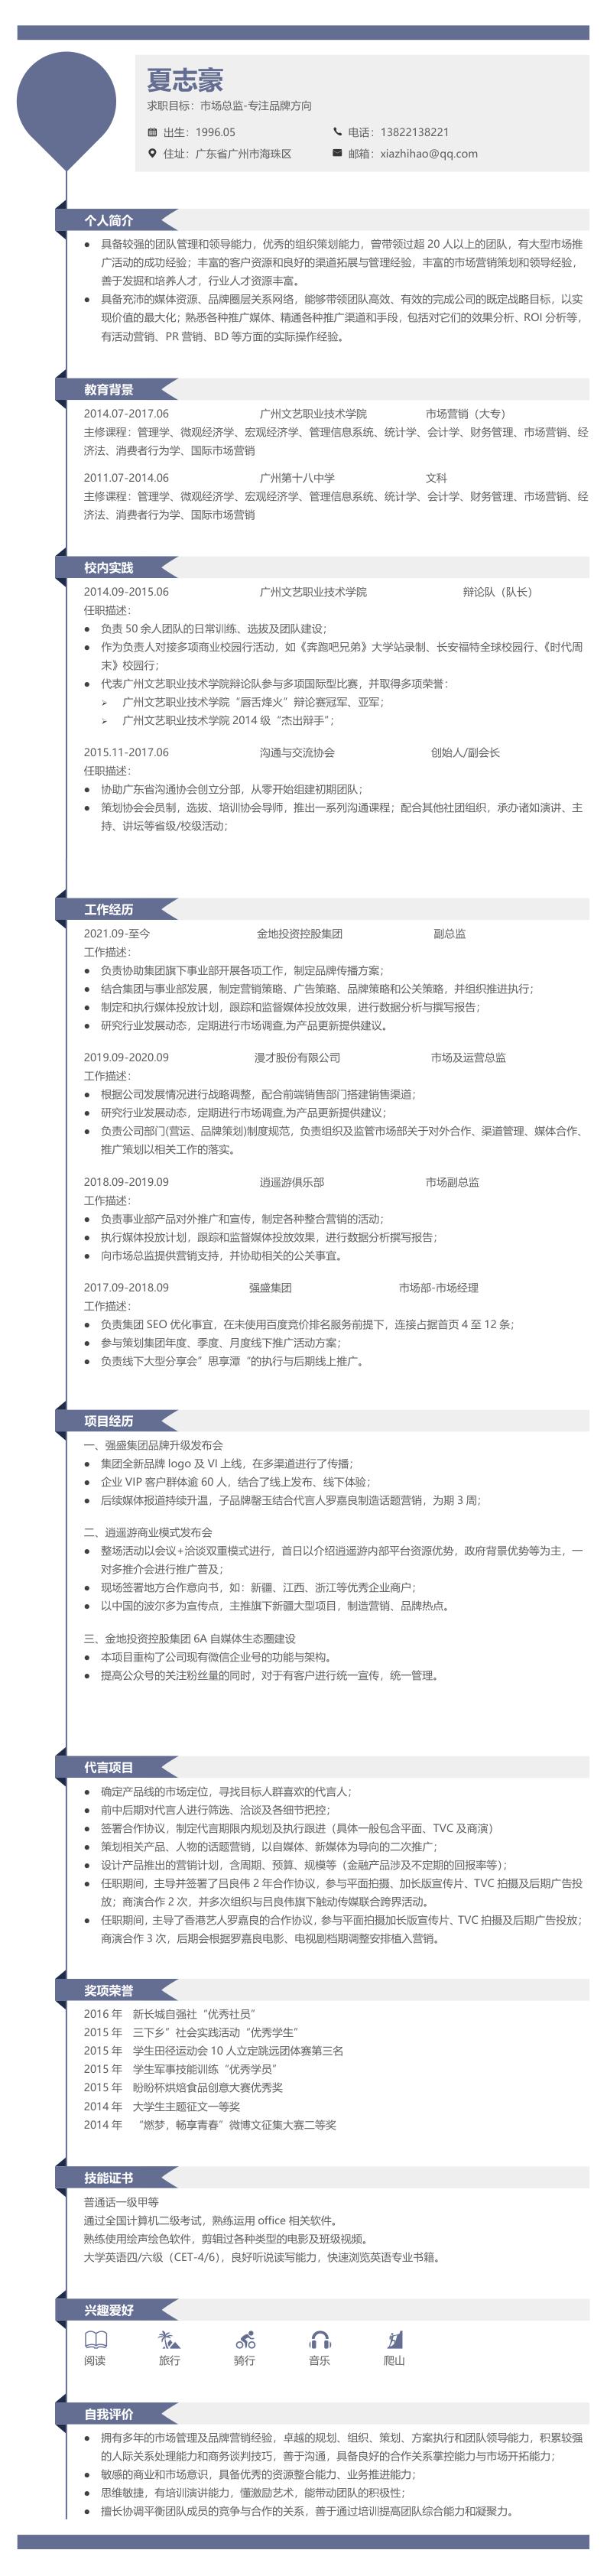 夏志豪
求职目标：市场总监-专注品牌方向
出生：1996.05 电话：13822138221
住址：广东省广州市海珠区 邮箱：xiazhihao@qq.com
个人简介
● 具备较强的团队管理和领导能力，优秀的组织策划能力，曾带领过超 20 人以上的团队，有大型市场推
广活动的成功经验；丰富的客户资源和良好的渠道拓展与管理经验，丰富的市场营销策划和领导经验，
善于发掘和培养人才，行业人才资源丰富。
● 具备充沛的媒体资源、品牌圈层关系网络，能够带领团队高效、有效的完成公司的既定战略目标，以实
现价值的最大化；熟悉各种推广媒体、精通各种推广渠道和手段，包括对它们的效果分析、ROI 分析等，
有活动营销、PR 营销、BD 等方面的实际操作经验。
教育背景
2014.07-2017.06 广州文艺职业技术学院 市场营销（大专）
主修课程：管理学、微观经济学、宏观经济学、管理信息系统、统计学、会计学、财务管理、市场营销、经
济法、消费者行为学、国际市场营销
2011.07-2014.06 广州第十八中学 文科
主修课程：管理学、微观经济学、宏观经济学、管理信息系统、统计学、会计学、财务管理、市场营销、经
济法、消费者行为学、国际市场营销
校内实践
2014.09-2015.06 广州文艺职业技术学院 辩论队（队长）
任职描述：
● 负责 50 余人团队的日常训练、选拔及团队建设；
● 作为负责人对接多项商业校园行活动，如《奔跑吧兄弟》大学站录制、长安福特全球校园行、《时代周
末》校园行；
● 代表广州文艺职业技术学院辩论队参与多项国际型比赛，并取得多项荣誉：
➢ 广州文艺职业技术学院“唇舌烽火”辩论赛冠军、亚军；
➢ 广州文艺职业技术学院 2014 级“杰出辩手”；
2015.11-2017.06 沟通与交流协会 创始人/副会长
任职描述：
● 协助广东省沟通协会创立分部，从零开始组建初期团队；
● 策划协会会员制，选拔、培训协会导师，推出一系列沟通课程；配合其他社团组织，承办诸如演讲、主
持、讲坛等省级/校级活动；
工作经历
2021.09-至今 金地投资控股集团 副总监
工作描述：
● 负责协助集团旗下事业部开展各项工作，制定品牌传播方案；
● 结合集团与事业部发展，制定营销策略、广告策略、品牌策略和公关策略，并组织推进执行；
● 制定和执行媒体投放计划，跟踪和监督媒体投放效果，进行数据分析与撰写报告；
● 研究行业发展动态，定期进行市场调查,为产品更新提供建议。
2019.09-2020.09 漫才股份有限公司 市场及运营总监
工作描述：
● 根据公司发展情况进行战略调整，配合前端销售部门搭建销售渠道；
● 研究行业发展动态，定期进行市场调查,为产品更新提供建议；
● 负责公司部门(营运、品牌策划)制度规范，负责组织及监管市场部关于对外合作、渠道管理、媒体合作、
推广策划以相关工作的落实。
2018.09-2019.09 逍遥游俱乐部 市场副总监
工作描述：
● 负责事业部产品对外推广和宣传，制定各种整合营销的活动；
● 执行媒体投放计划，跟踪和监督媒体投放效果，进行数据分析撰写报告；
● 向市场总监提供营销支持，并协助相关的公关事宜。
2017.09-2018.09 强盛集团 市场部-市场经理
工作描述：
● 负责集团 SEO 优化事宜，在未使用百度竞价排名服务前提下，连接占据首页 4 至 12 条；
● 参与策划集团年度、季度、月度线下推广活动方案；
● 负责线下大型分享会”思享潭“的执行与后期线上推广。
项目经历
一、强盛集团品牌升级发布会
● 集团全新品牌 logo 及 VI 上线，在多渠道进行了传播；
● 企业 VIP 客户群体逾 60 人，结合了线上发布、线下体验；
● 后续媒体报道持续升温，子品牌罄玉结合代言人罗嘉良制造话题营销，为期 3 周；
二、逍遥游商业模式发布会
● 整场活动以会议+洽谈双重模式进行，首日以介绍逍遥游内部平台资源优势，政府背景优势等为主，一
对多推介会进行推广普及；
● 现场签署地方合作意向书，如：新疆、江西、浙江等优秀企业商户；
● 以中国的波尔多为宣传点，主推旗下新疆大型项目，制造营销、品牌热点。
三、金地投资控股集团 6A 自媒体生态圈建设
● 本项目重构了公司现有微信企业号的功能与架构。
● 提高公众号的关注粉丝量的同时，对于有客户进行统一宣传，统一管理。
代言项目
● 确定产品线的市场定位，寻找目标人群喜欢的代言人；
● 前中后期对代言人进行筛选、洽谈及各细节把控；
● 签署合作协议，制定代言期限内规划及执行跟进（具体一般包含平面、TVC 及商演）
● 策划相关产品、人物的话题营销，以自媒体、新媒体为导向的二次推广；
● 设计产品推出的营销计划，含周期、预算、规模等（金融产品涉及不定期的回报率等）；
● 任职期间，主导并签署了吕良伟 2 年合作协议，参与平面拍摄、加长版宣传片、TVC 拍摄及后期广告投
放；商演合作 2 次，并多次组织与吕良伟旗下触动传媒联合跨界活动。
● 任职期间，主导了香港艺人罗嘉良的合作协议，参与平面拍摄加长版宣传片、TVC 拍摄及后期广告投放；
商演合作 3 次，后期会根据罗嘉良电影、电视剧档期调整安排植入营销。
奖项荣誉
2016 年 新长城自强社“优秀社员”
2015 年 三下乡”社会实践活动“优秀学生”
2015 年 学生田径运动会 10 人立定跳远团体赛第三名
2015 年 学生军事技能训练“优秀学员”
2015 年 盼盼杯烘焙食品创意大赛优秀奖
2014 年 大学生主题征文一等奖
2014 年 “燃梦，畅享青春”微博文征集大赛二等奖
技能证书
普通话一级甲等
通过全国计算机二级考试，熟练运用 office 相关软件。
熟练使用绘声绘色软件，剪辑过各种类型的电影及班级视频。
大学英语四/六级（CET-4/6），良好听说读写能力，快速浏览英语专业书籍。
兴趣爱好
阅读 旅行 骑行 音乐 爬山
自我评价
● 拥有多年的市场管理及品牌营销经验，卓越的规划、组织、策划、方案执行和团队领导能力，积累较强
的人际关系处理能力和商务谈判技巧，善于沟通，具备良好的合作关系掌控能力与市场开拓能力；
● 敏感的商业和市场意识，具备优秀的资源整合能力、业务推进能力；
● 思维敏捷，有培训演讲能力，懂激励艺术，能带动团队的积极性；
● 擅长协调平衡团队成员的竞争与合作的关系，善于通过培训提高团队综合能力和凝聚力。